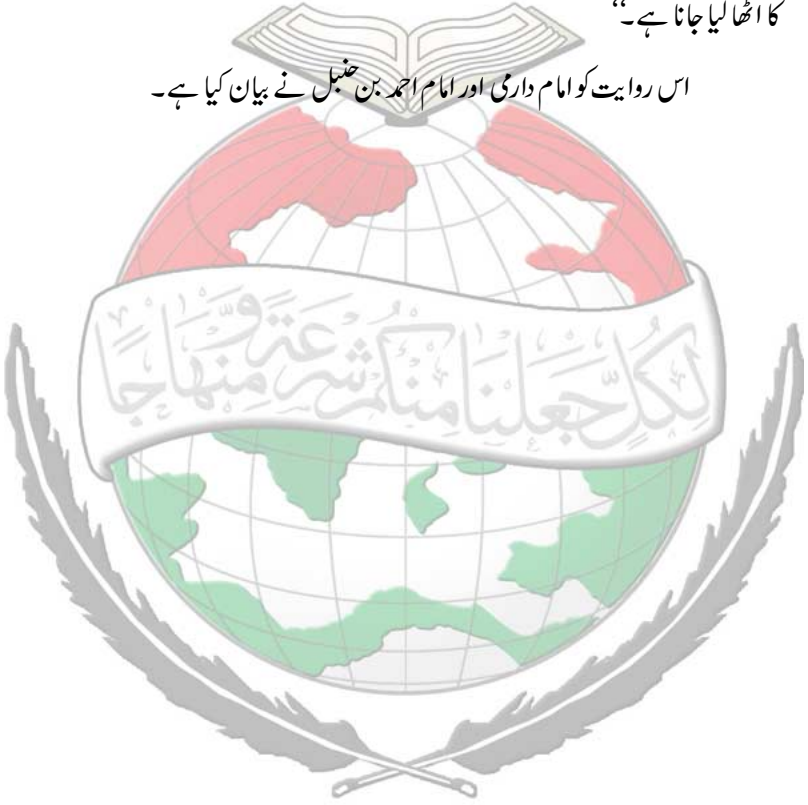 کا اٹھا لیا جانا ہے۔‘‘
اس روایت کو امام دارمی اور امام احمد بن حنبل نے بیان کیا ہے۔
لِكُلٍّ جَعَلْنَا مِنْكُمْ شِرْعَةً وَّمِنْهَاجًا